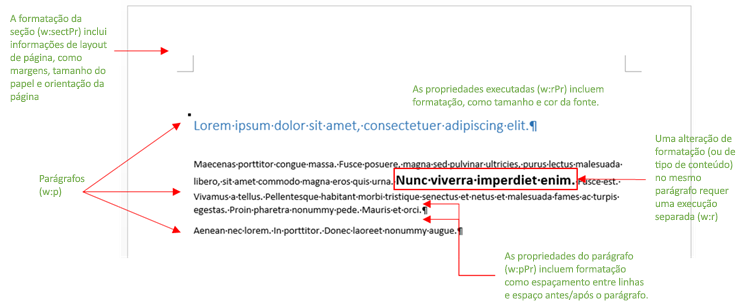 A formatação da
seção (w:sectPr) inclui
informações de layout
de página, como
margens, tamanho do
papel e orientação da
página
As propriedades executadas (w:rPr) incluem
formatação, como tamanho e cor da fonte.
Lorem·ipsum·dolor·sit·amet,·consectetuer·adipiscing·elit.¶
Parágrafos
(w:p)
Maecenas·porttitor·congue·massa.·Fusce·posuere,·magna·sed·pulvinar·ultricies,·purus·lectus·malesuada·
libero,·sit·amet·commodo·magna·eros·quis·urna.·Nunc·viverra·imperdiet·enim.·Fusce·est.·
Vivamus·a·tellus.·Pellentesque·habitant·morbi·tristique·senectus·et·netus·et·malesuada·fames·ac·turpis·
egestas.·Proin·pharetra·nonummy·pede.·Mauris·et·orci.¶
Aenean·nec·lorem.·In·porttitor.·Donec·laoreet·nonummy·augue.¶
Uma alteração de
formatação (ou de
tipo de conteúdo)
no mesmo
parágrafo requer
uma execução
separada (w:r)
As propriedades do parágrafo
(w:pPr) incluem formatação
como espaçamento entre linhas
e espaço antes/após o parágrafo.